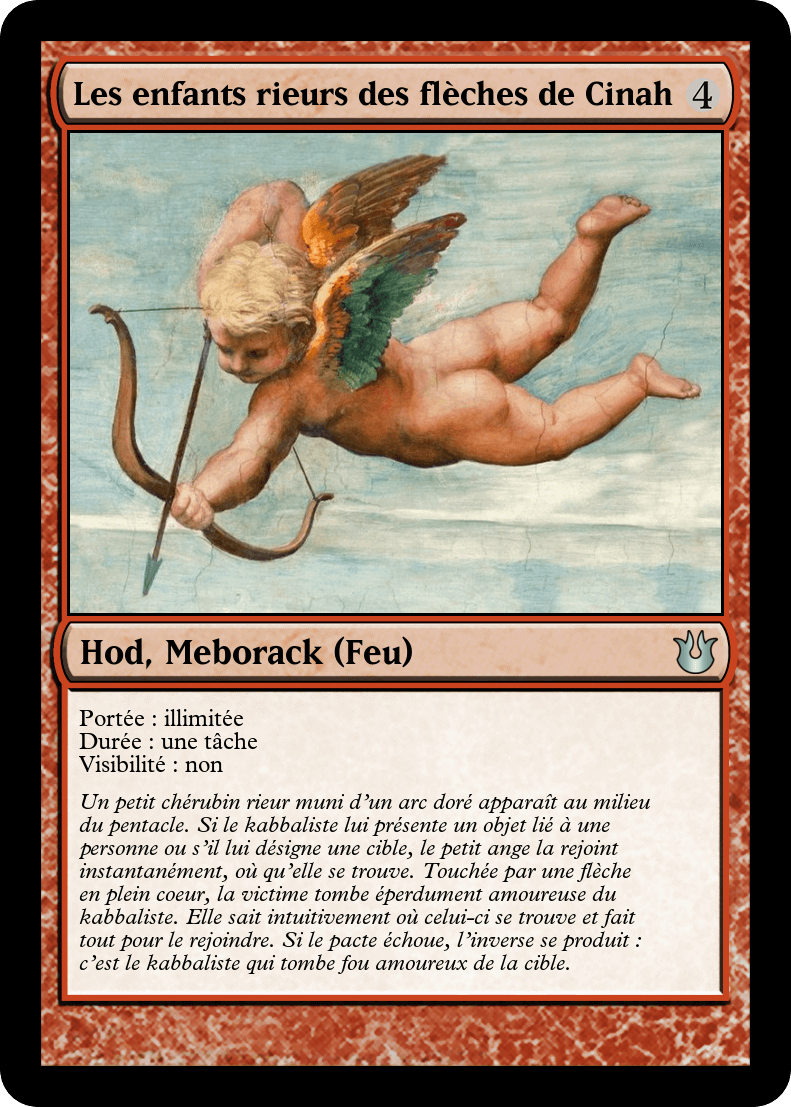 Les enfants rieurs des flèches de Cinah 4
Hod, Meborack (Feu)
Portée : illimitée
Durée : une tâche
Visibilité : non
Un petit chérubin rieur muni d'un arc doré apparaît au milieu
du pentacle. Si le kabbaliste lui présente un objet lié à une
personne ou s'il lui désigne une cible, le petit ange la rejoint
instantanément, où qu'elle se trouve. Touchée par une flèche
en plein coeur, la victime tombe éperdument amoureuse du
kabbaliste. Elle sait intuitivement où celui-ci se trouve et fait
tout pour le rejoindre. Si le pacte échoue, l'inverse se produit :
c'est le kabbaliste qui tombe fou amoureux de la cible.